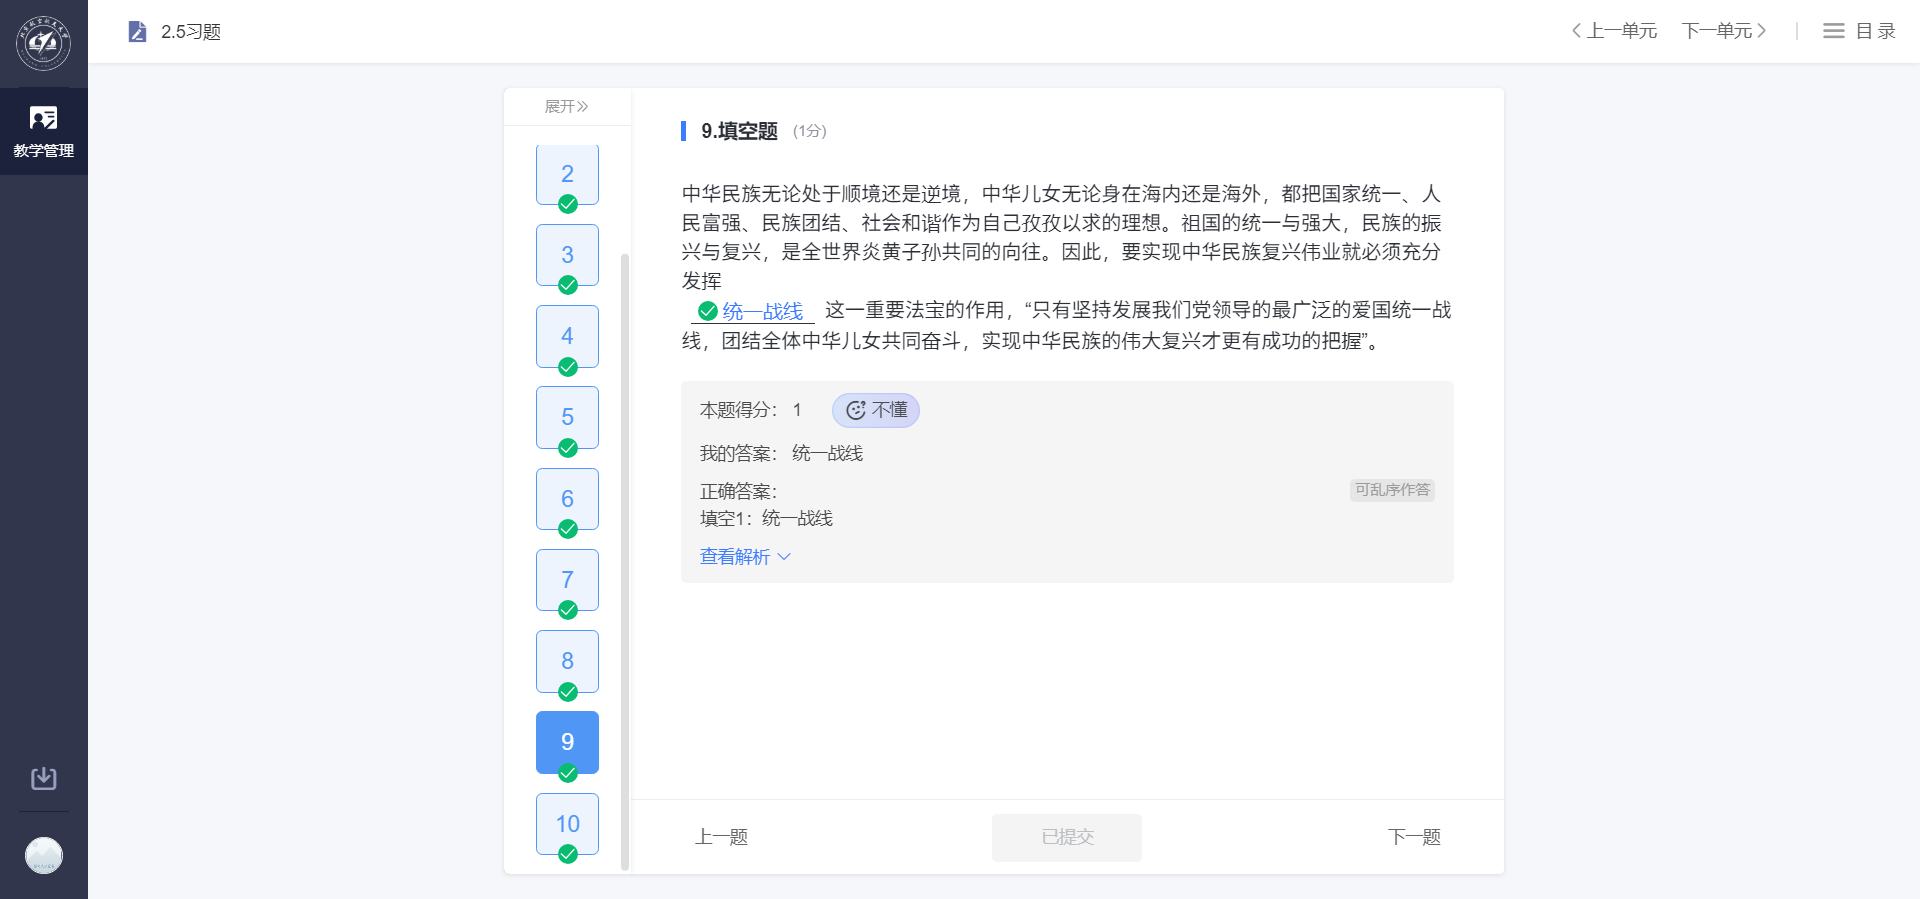 2.5习题
上一单元
下一单元
目录
教学管理
展开
2
3
4
5
6
7
8
9
10
9.填空题 (1分)
中华民族无论处于顺境还是逆境，中华儿女无论身在海内还是海外，都把国家统一、人
民富强、民族团结、社会和谐作为自己孜孜以求的理想。祖国的统一与强大，民族的振
兴与复兴，是全世界炎黄子孙共同的向往。因此，要实现中华民族复兴伟业就必须充分
发挥
统一战线 这一重要法宝的作用，“只有坚持发展我们党领导的最广泛的爱国统一战
线，团结全体中华儿女共同奋斗，实现中华民族的伟大复兴才更有成功的把握”。
本题得分： 1 不懂
我的答案： 统一战线
正确答案：
可乱序作答
填空1：统一战线
查看解析
上一题
已提交
下一题